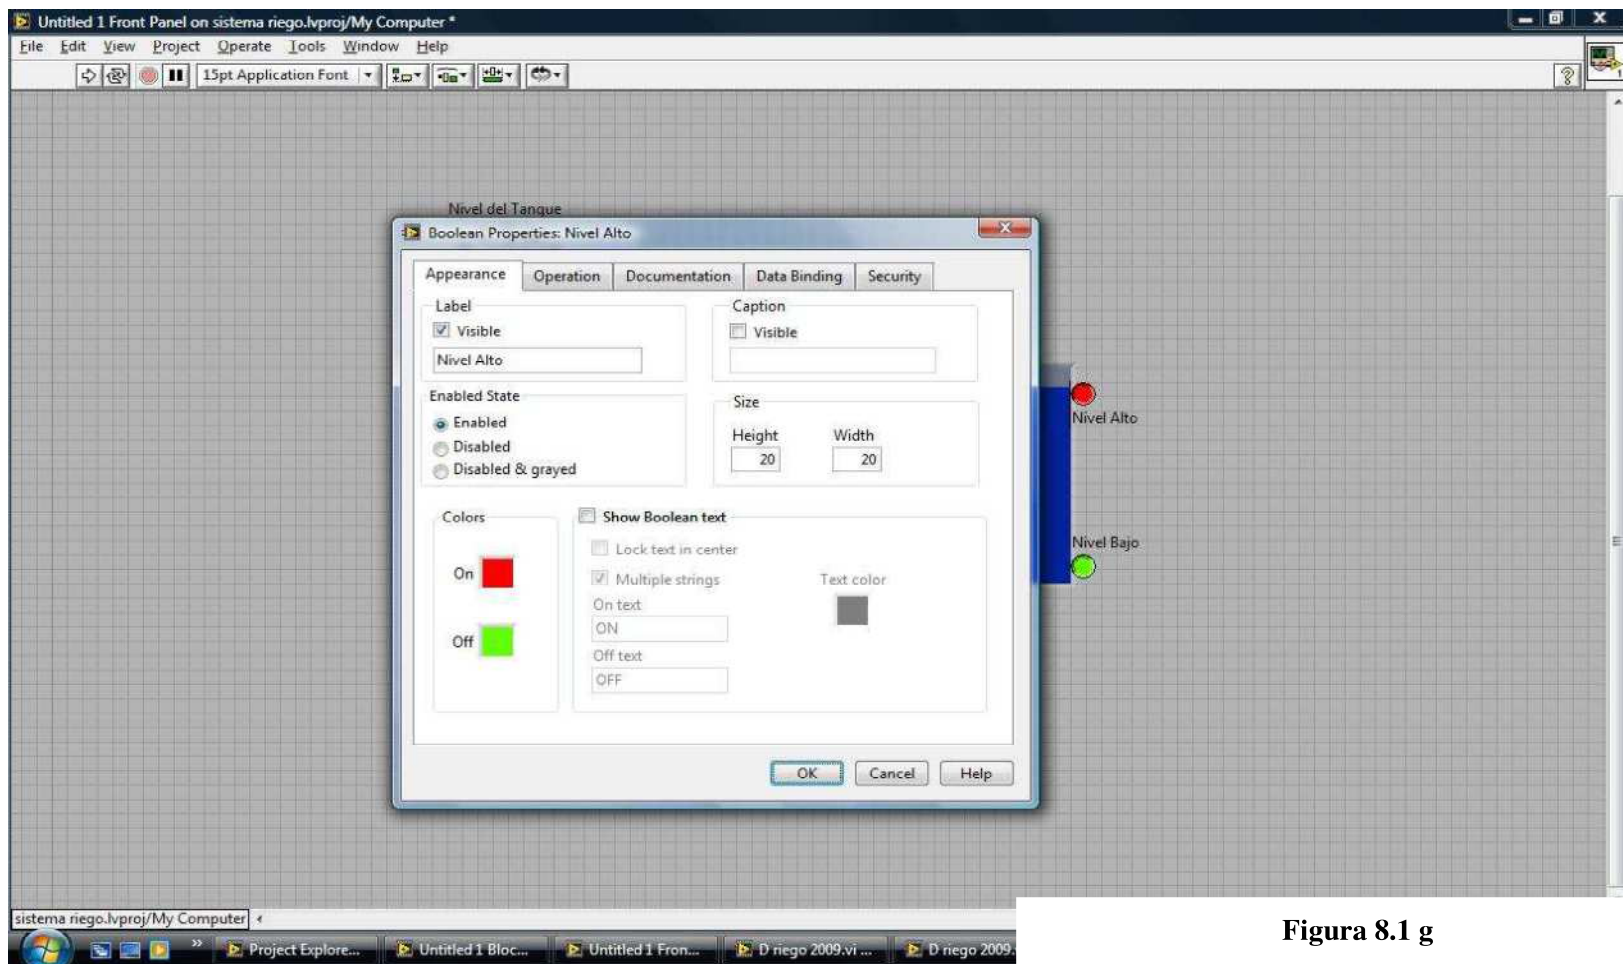 Untitled 1 Front Panel on sistema riego.lvproj/My Computer *
File Edit View Project Operate Tools Window Help
15pt Application Font
Nivel del Tanque
Boolean Properties: Nivel Alto
Appearance Operation Documentation Data Binding Security
Label
Visible
Nivel Alto
Caption
Visible
Enabled State
Enabled
Disabled
Disabled & grayed
Size
Height Width
20 20
Colors
On
Off
Show Boolean text
Lock text in center
Multiple strings
On text
ON
Off text
OFF
Text color
OK Cancel Help
Nivel Alto
Nivel Bajo
sistema riego.lvproj/My Computer
Project Explore... Untitled 1 Bloc... Untitled 1 Fron... D riego 2009.vi ... D riego 2009.
Figura 8.1 g